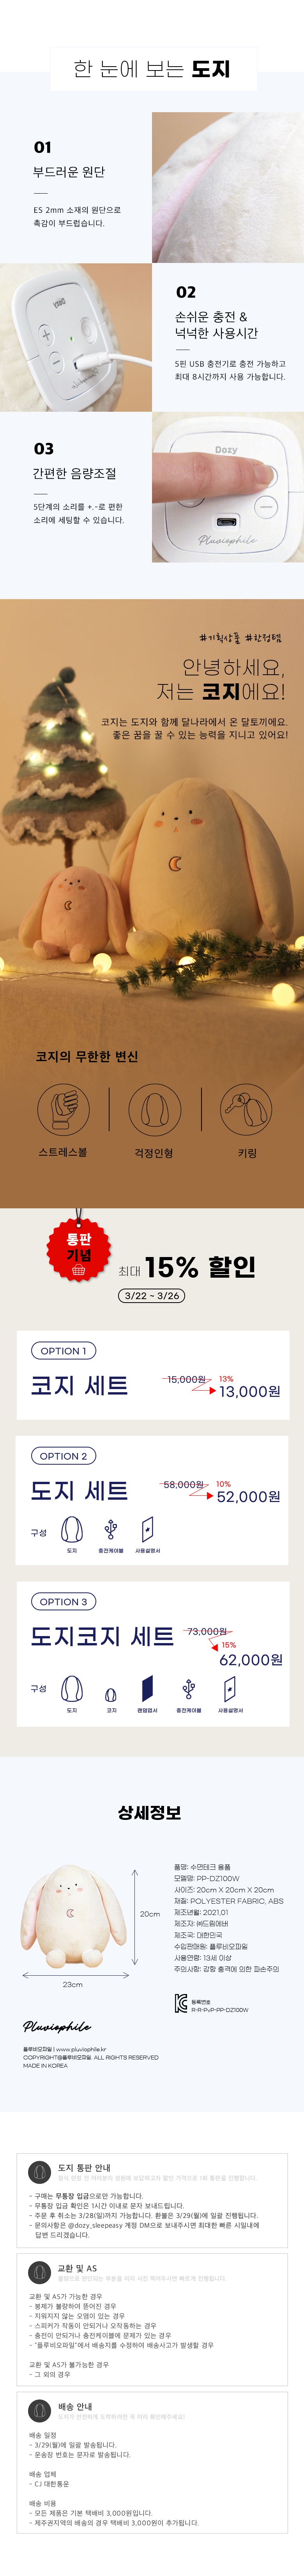 한 눈에 보는 도지
01
부드러운 원단
ES 2mm 소재의 원단으로
촉감이 부드럽습니다.
Dozy
02
손쉬운 충전 &
넉넉한 사용시간
5핀 USB 충전기로 충전 가능하고
최대 8시간까지 사용 가능합니다.
03
간편한 음량조절
5단계의 소리를 +.-로 편한
소리에 세팅할 수 있습니다.
Dozy
Pluviophile
#기획상품 #한정템
안녕하세요,
저는 코지에요!
코지는 도지와 함께 달나라에서 온 달토끼에요.
좋은 꿈을 꿀 수 있는 능력을 지니고 있어요!
코지의 무한한 변신
스트레스볼
걱정인형
키링
통판
기념
최대 15% 할인
3/22 ~ 3/26
OPTION 1
코지 세트
15,000원
13%
13,000원
OPTION 2
도지 세트
58,000원
10%
52,000원
구성
도지
충전케이블
사용설명서
OPTION 3
도지코지 세트
73,000원
15%
62,000원
구성
도지
코지
랜덤엽서
충전케이블
사용설명서
상세정보
20cm
23cm
품명: 수면테크 용품
모델명: PP-DZ100W
사이즈: 20cm X 20cm X 20cm
재질: POLYESTER FABRIC, ABS
제조년월: 2021.01
제조자: ㈜드림에버
제조국: 대한민국
수입판매원: 플루비오파일
사용연령: 13세 이상
주의사항: 강한 충격에 의한 파손주의
등록번호
R-R-PvP-PP-DZ100W
Pluviophile
플루비오파일 | www.pluviophile.kr
COPYRIGHT@플루비오파일. ALL RIGHTS RESERVED
MADE IN KOREA
도지 통판 안내
- 구매는 무통장 입금으로만 가능합니다.
- 무통장 입금 확인은 1시간 이내로 문자 보내드립니다.
- 주문 후 취소는 3/28(일)까지 가능합니다. 환불은 3/29(월)에 일괄 진행됩니다.
- 문의사항은 @dozy_sleepeasy 계정 DM으로 보내주시면 최대한 빠른 시일내에
답변 드리겠습니다.
교환 및 AS
교환 및 AS가 가능한 경우
- 봉제가 불량하여 뜯어진 경우
- 지워지지 않는 오염이 있는 경우
- 스피커가 작동이 안되거나 오작동하는 경우
- 충전이 안되거나 충전케이블에 문제가 있는 경우
- "플루비오파일"에서 배송지를 수정하여 배송사고가 발생할 경우
교환 및 AS가 불가능한 경우
- 그 외의 경우
배송 안내
도지가 안전하게 도착하려면 꼭 미리 확인해주세요!
배송 일정
- 3/29(월)에 일괄 발송됩니다.
- 운송장 번호는 문자로 발송됩니다.
배송 업체
- CJ 대한통운
배송 비용
- 모든 제품은 기본 택배비 3,000원입니다.
- 제주권지역의 배송의 경우 택배비 3,000원이 추가됩니다.